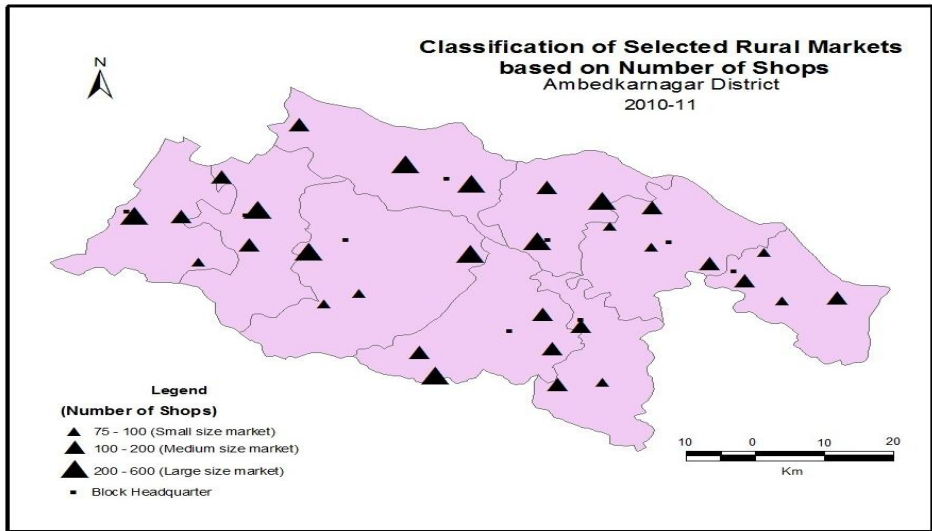 Classification of Selected Rural Markets
based on Number of Shops
Ambedkarnagar District
2010-11
N
Legend
(Number of Shops)
75 - 100 (Small size market)
100 - 200 (Medium size market)
200 - 600 (Large size market)
Block Headquarter
10 0 10 20
Km